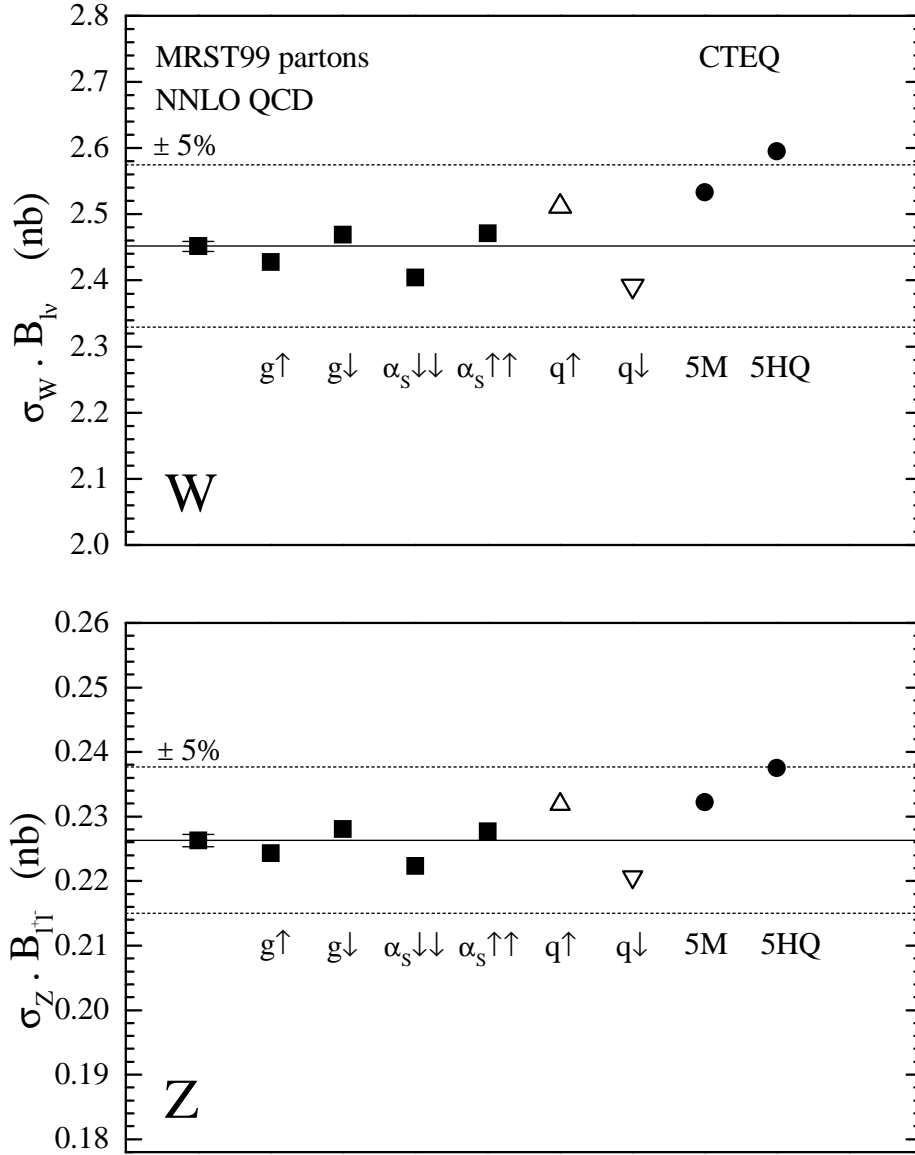 MRST99 partons CTEQ
NNLO QCD
± 5%
2.8
2.7
2.6
2.5
2.4
2.3
2.2
2.1
2.0
σW · Blν (nb)
g↑ g↓ αS↓↓ αS↑↑ q↑ q↓ 5M 5HQ
W
0.26
0.25
0.24
0.23
0.22
0.21
0.20
0.19
0.18
± 5%
σZ · Bl+l- (nb)
g↑ g↓ αS↓↓ αS↑↑ q↑ q↓ 5M 5HQ
Z